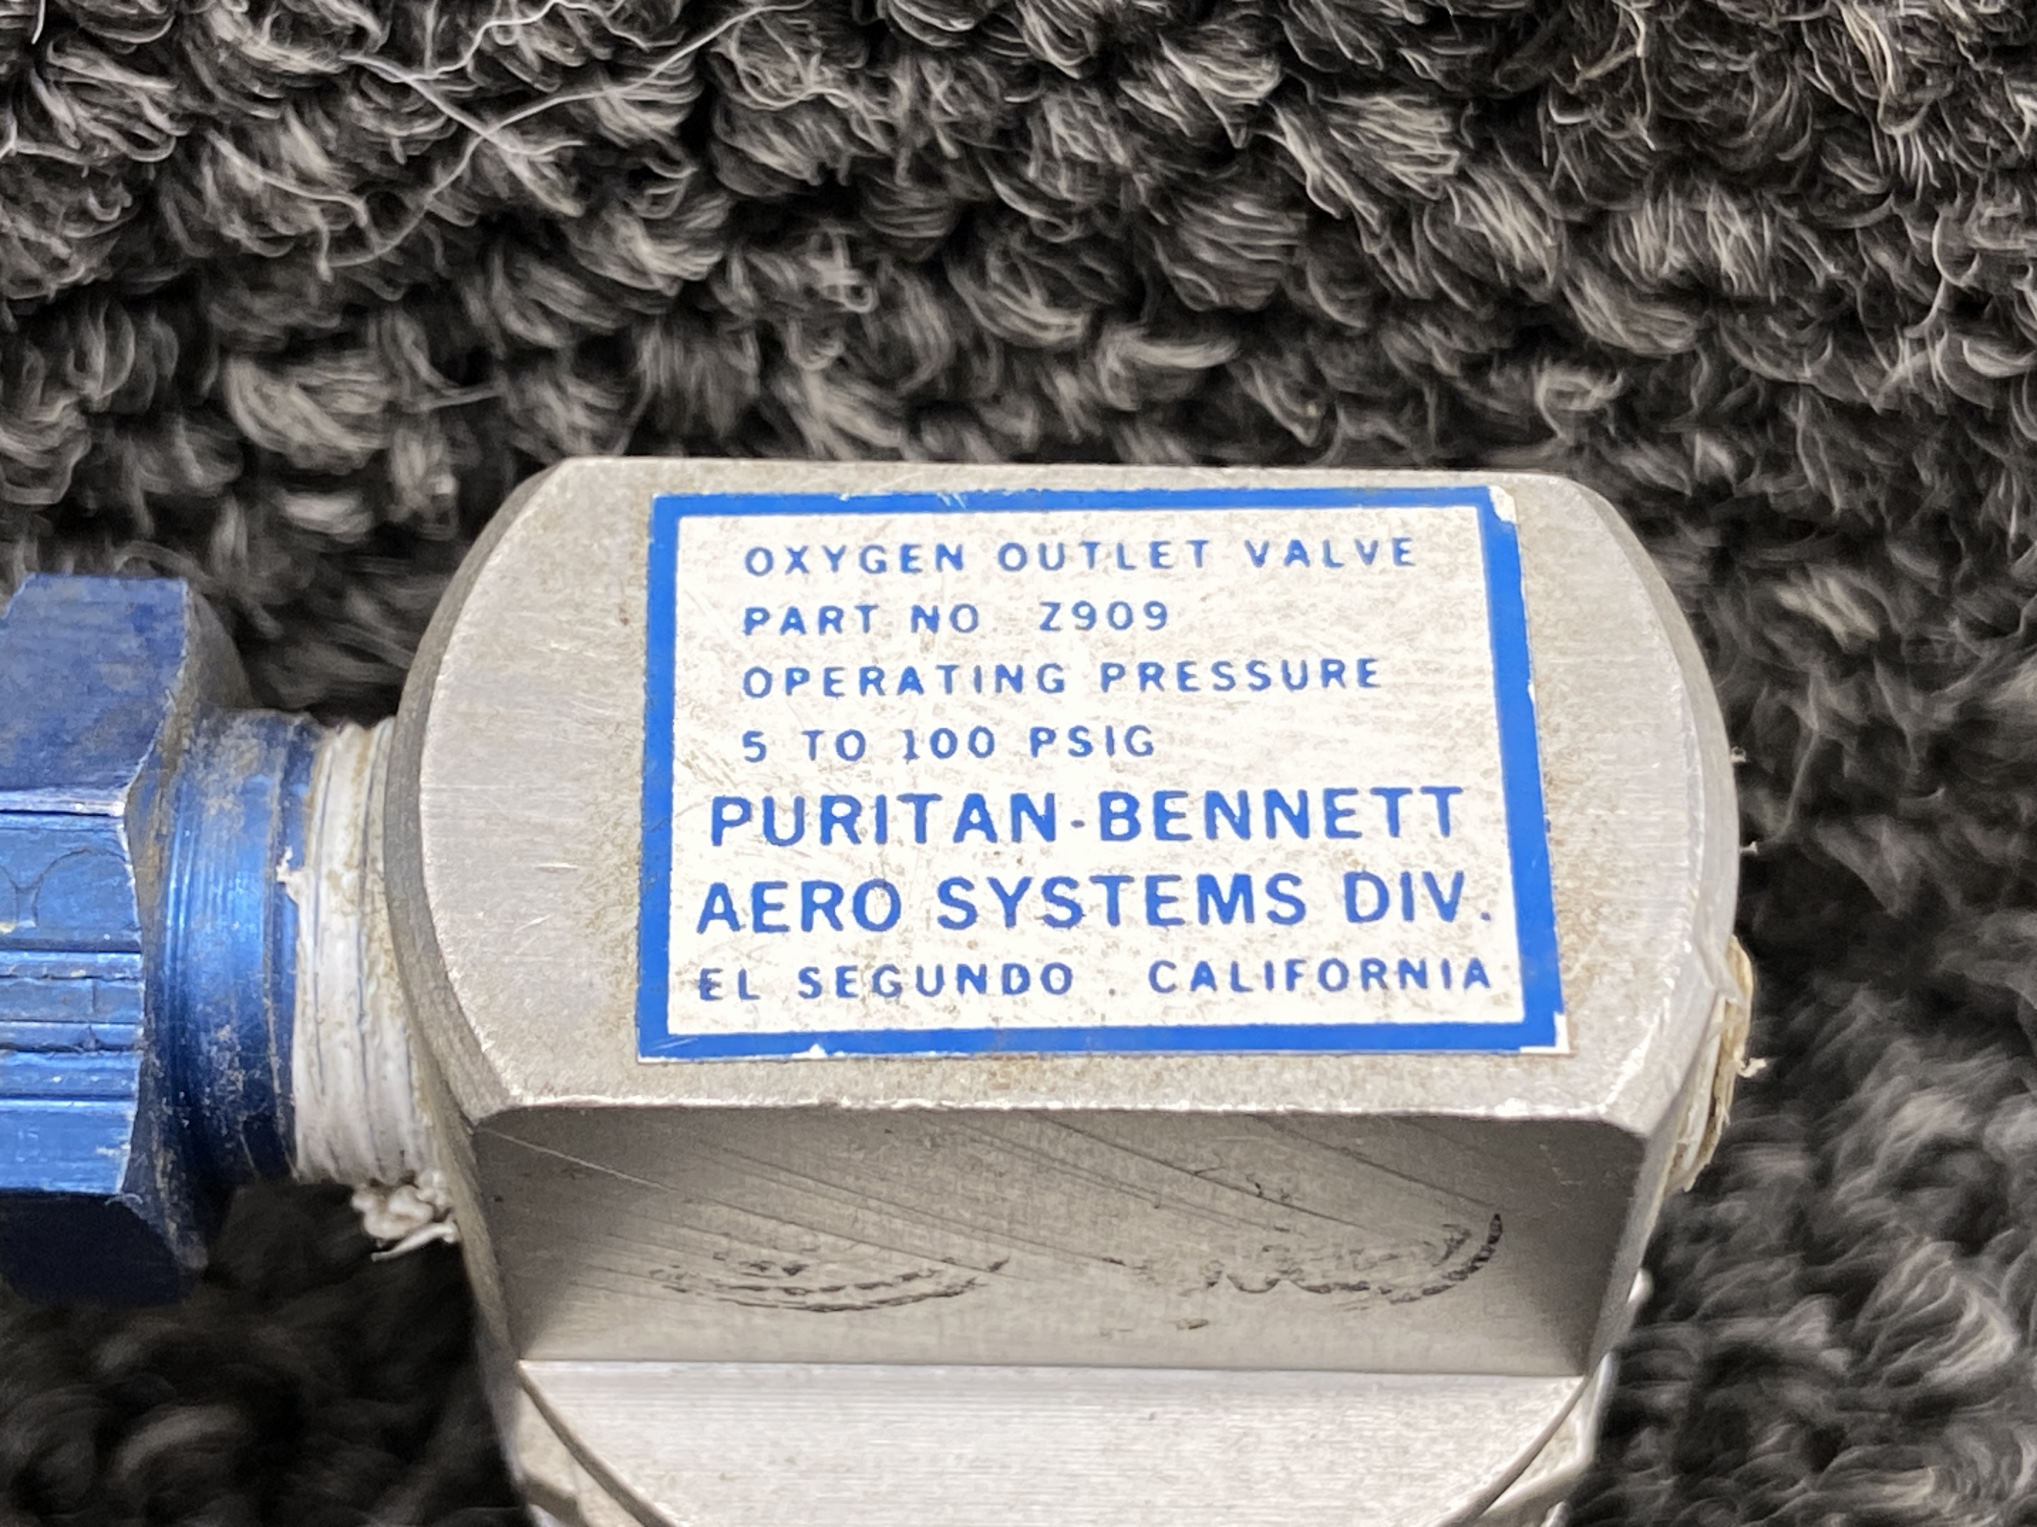 OXYGEN OUTLET VALVE
PART NO. Z909
OPERATING PRESSURE
5 TO 100 PSIG
PURITAN-BENNETT
AERO SYSTEMS DIV.
EL SEGUNDO . CALIFORNIA